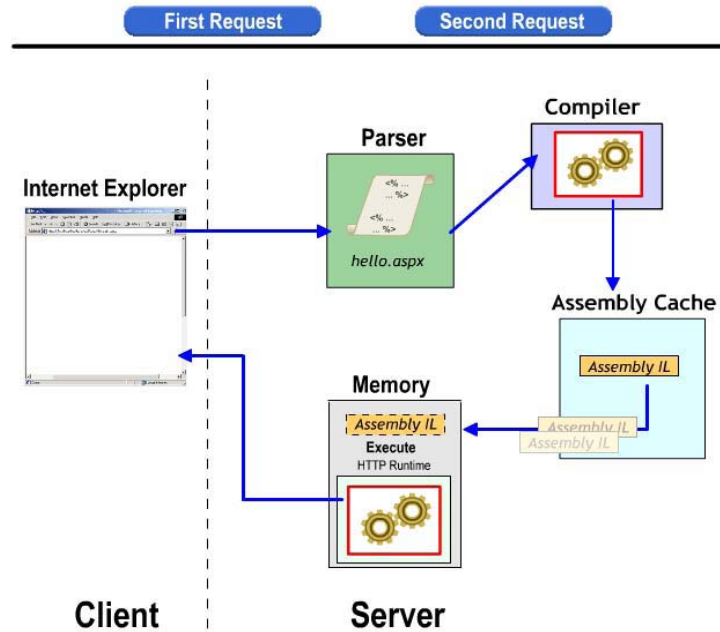 First Request
Second Request
Compiler
Parser
Internet Explorer
<% ...
... %>
<% ...
... %>
hello.aspx
Assembly Cache
Assembly IL
Memory
Assembly IL
Assembly IL
Assembly IL
Execute
HTTP Runtime
Client
Server